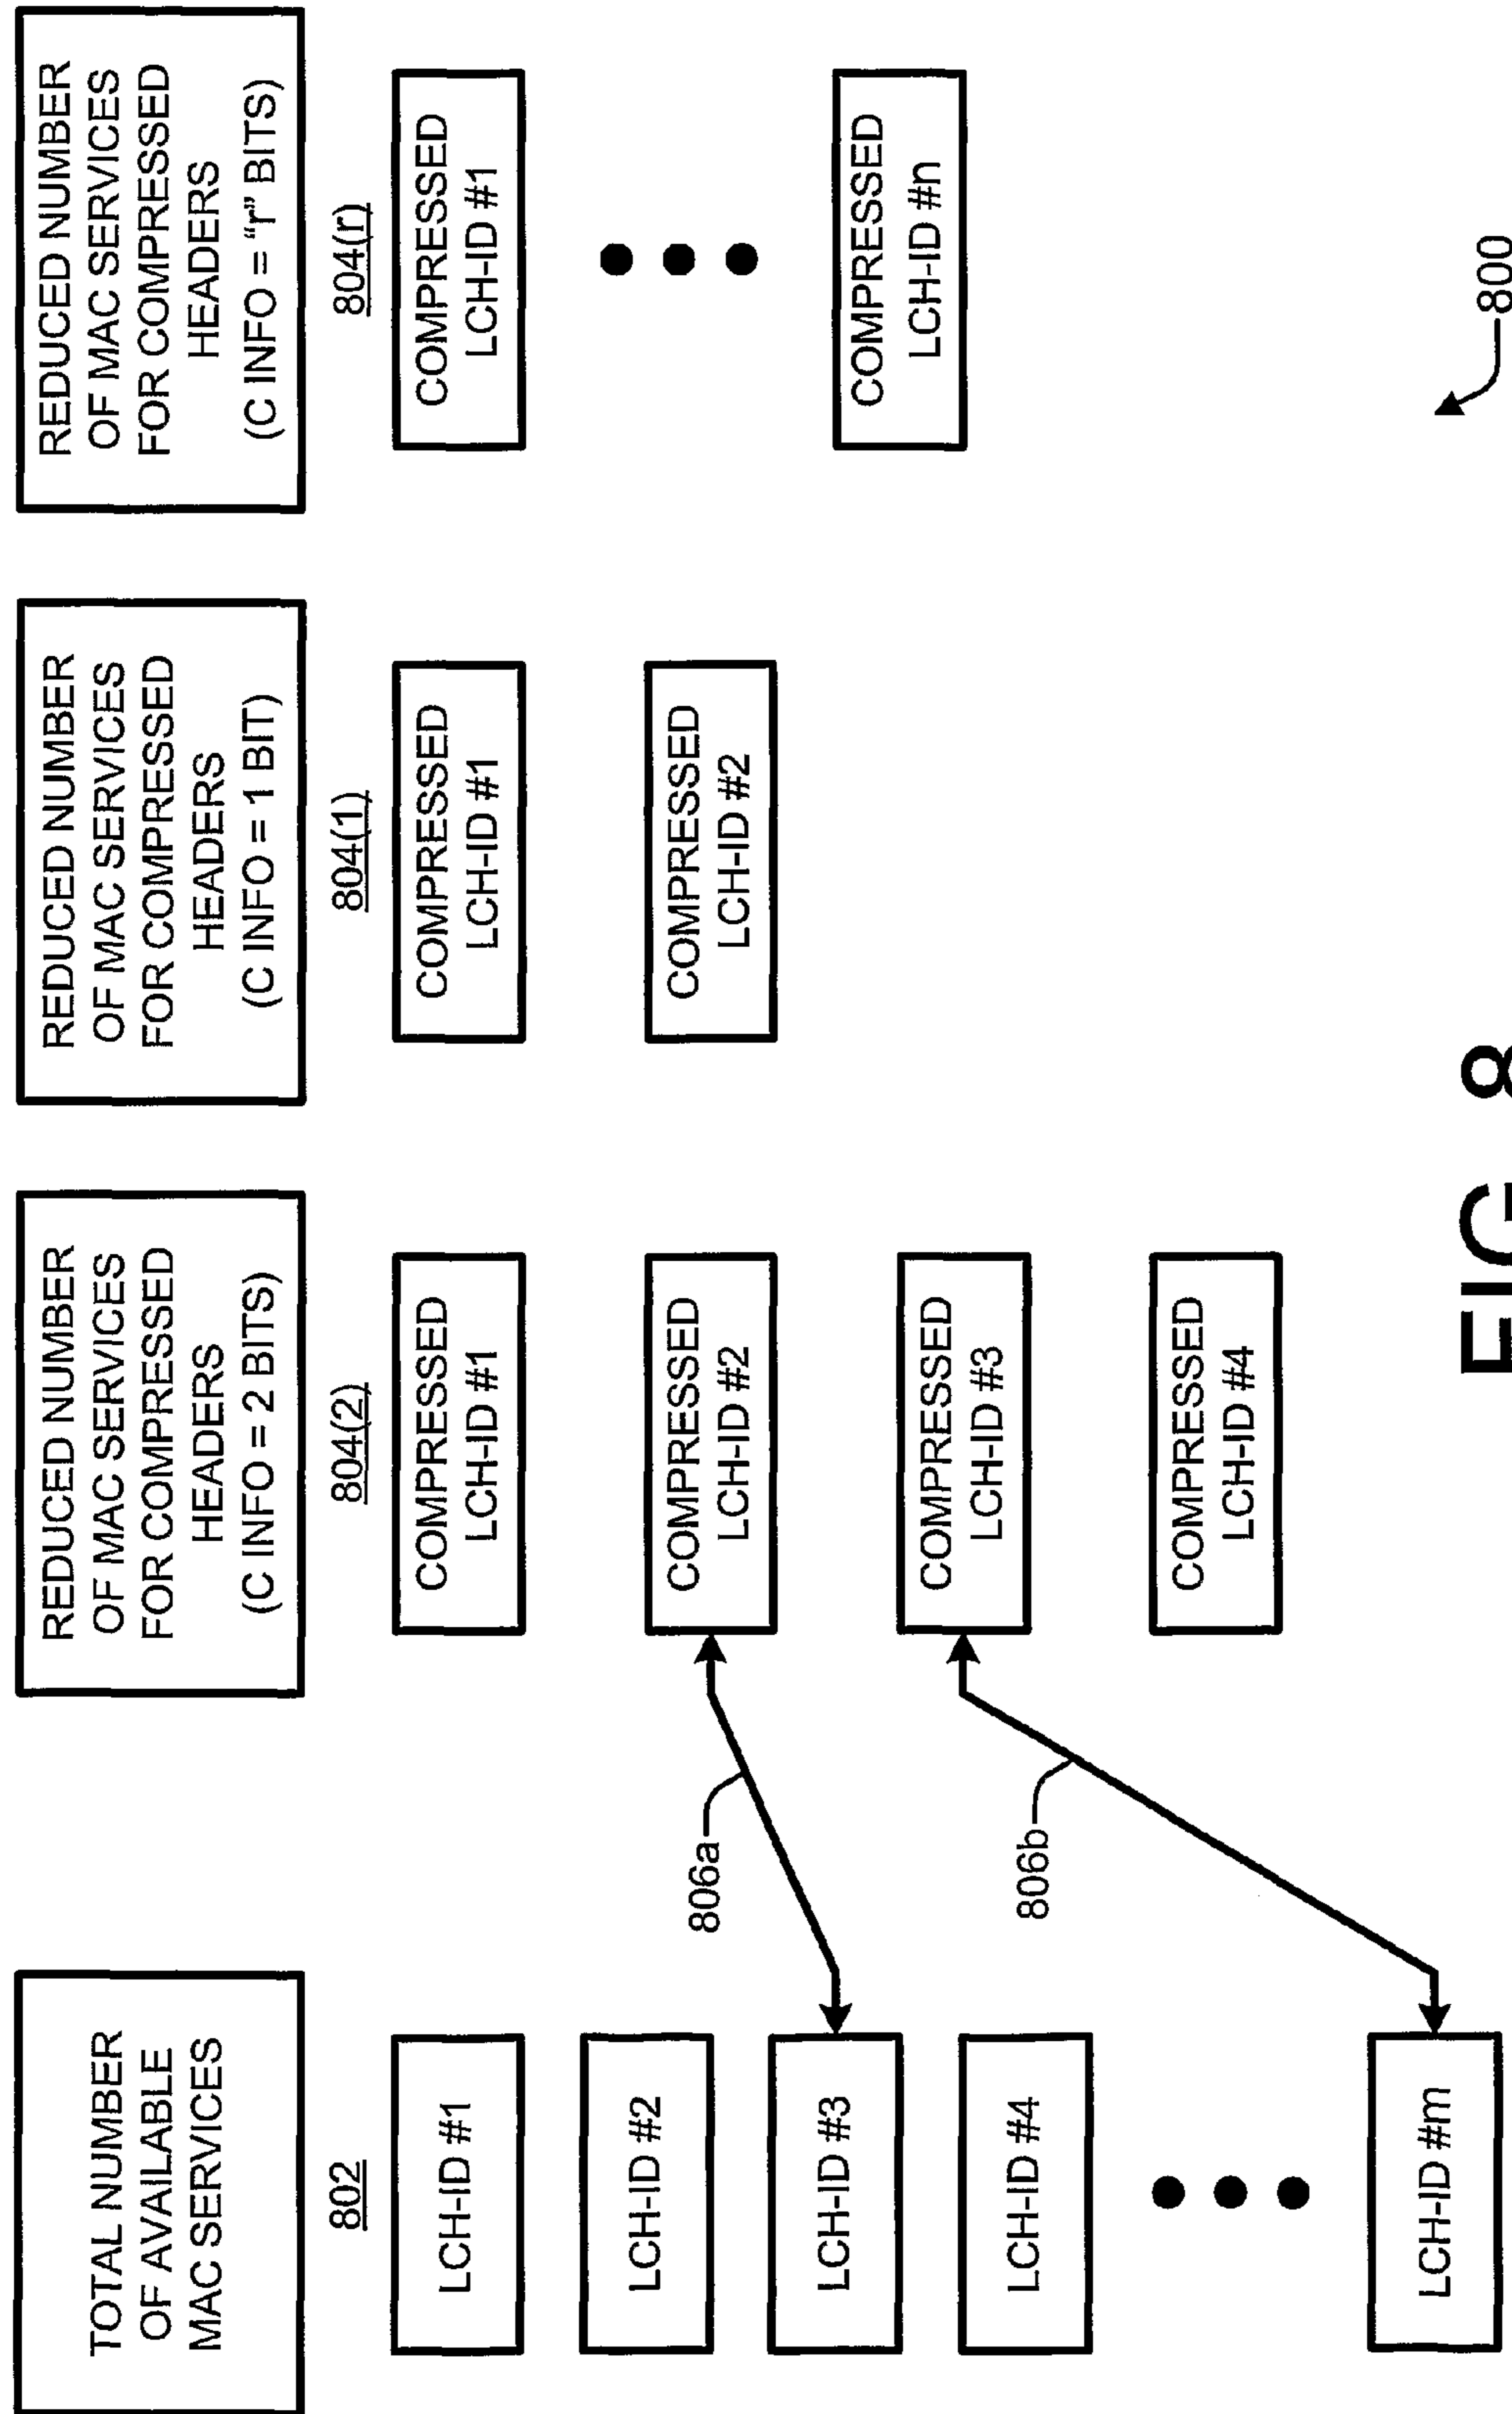 TOTAL NUMBER
OF AVAILABLE
MAC SERVICES
802
LCH-ID #1
LCH-ID #2
LCH-ID #3
LCH-ID #4
LCH-ID #m
806a
806b
REDUCED NUMBER
OF MAC SERVICES
FOR COMPRESSED
HEADERS
(C INFO = 2 BITS)
804(2)
COMPRESSED
LCH-ID #1
COMPRESSED
LCH-ID #2
COMPRESSED
LCH-ID #3
COMPRESSED
LCH-ID #4
REDUCED NUMBER
OF MAC SERVICES
FOR COMPRESSED
HEADERS
(C INFO = 1 BIT)
804(1)
COMPRESSED
LCH-ID #1
COMPRESSED
LCH-ID #2
REDUCED NUMBER
OF MAC SERVICES
FOR COMPRESSED
HEADERS
(C INFO = "r" BITS)
804(r)
COMPRESSED
LCH-ID #1
COMPRESSED
LCH-ID #n
800
FIG. 8